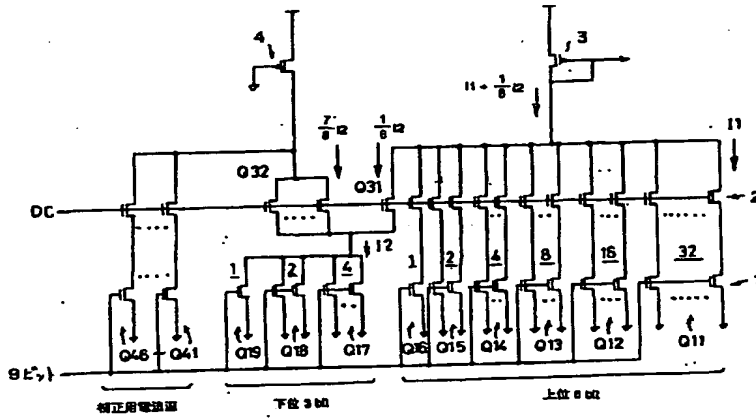 4
3
I1 + 1/8 I2
7/8 I2
1/8 I2
I1
Q32
Q31
DC
2
I2
1 2 4
1 2 4 8 16 32
Q46 - Q41
Q19 Q18 Q17
Q16 Q15 Q14 Q13 Q12 Q11
9ビット
補正用電流源
下位3bit
上位6bit